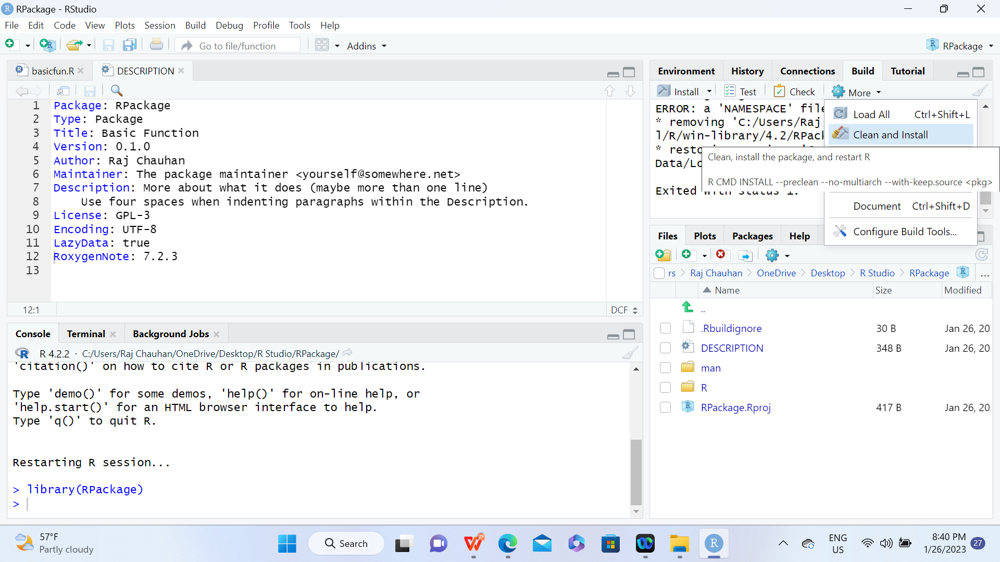 RPackage - RStudio
File Edit Code View Plots Session Build Debug Profile Tools Help
Go to file/function Addins RPackage
basicfun.R DESCRIPTION
1 Package: RPackage
2 Type: Package
3 Title: Basic Function
4 Version: 0.1.0
5 Author: Raj Chauhan
6 Maintainer: The package maintainer <yourself@somewhere.net>
7 Description: More about what it does (maybe more than one line)
8 Use four spaces when indenting paragraphs within the Description.
9 License: GPL-3
10 Encoding: UTF-8
11 LazyData: true
12 RoxygenNote: 7.2.3
13
12:1 DCF
Console Terminal Background Jobs
R 4.2.2 · C:/Users/Raj Chauhan/OneDrive/Desktop/R Studio/RPackage/
'citation()' on how to cite R or R packages in publications.
Type 'demo()' for some demos, 'help()' for on-line help, or
'help.start()' for an HTML browser interface to help.
Type 'q()' to quit R.
Restarting R session...
> library(RPackage)
>
Environment History Connections Build Tutorial
Install Test Check More
ERROR: a 'NAMESPACE' file
* removing 'C:/Users/Raj
l/R/win-library/4.2/RPack
* resto
Data/Lo
Exited with status 1.
Load All Ctrl+Shift+L
Clean and Install
Clean, install the package, and restart R
R CMD INSTALL --preclean --no-multiarch --with-keep.source <pkg>
Document Ctrl+Shift+D
Configure Build Tools...
Files Plots Packages Help
rs Raj Chauhan OneDrive Desktop R Studio RPackage ...
Name Size Modified
..
.Rbuildignore 30 B Jan 26, 20
DESCRIPTION 348 B Jan 26, 20
man
R
RPackage.Rproj 417 B Jan 26, 20
57°F
Partly cloudy
Search
ENG
US
8:40 PM
1/26/2023
27